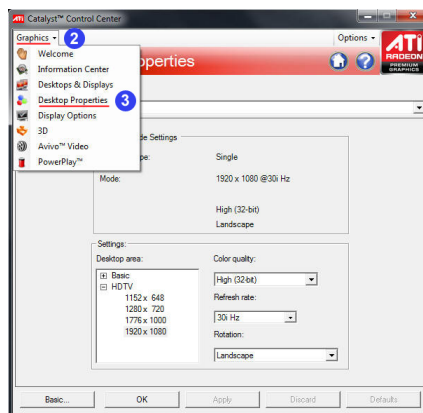 Catalyst™ Control Center
Graphics
2
Options
ATI
RADEON
PREMIUM
GRAPHICS
Welcome
Information Center
Desktops & Displays
Desktop Properties
3
Display Options
3D
Avivo™ Video
PowerPlay™
operties
de Settings
pe:
Single
Mode:
1920 x 1080 @30i Hz
High (32-bit)
Landscape
Settings:
Desktop area:
Color quality:
Basic
HDTV
1152 x 648
1280 x 720
1776 x 1000
1920 x 1080
High (32-bit)
Refresh rate:
30i Hz
Rotation:
Landscape
Basic...
OK
Apply
Discard
Defaults